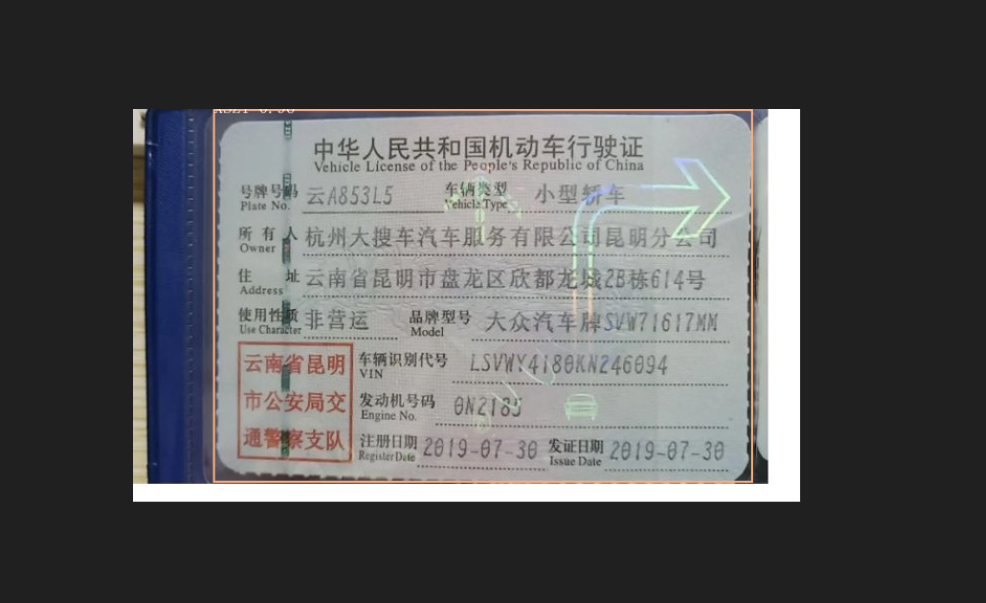 中华人民共和国机动车行驶证
Vehicle License of the People's Republic of China
号牌号码 云A853L5 车辆类型 小型轿车
Plate No. Vehicle Type
所有人 杭州大搜车汽车服务有限公司昆明分公司
Owner
住址 云南省昆明市盘龙区欣都龙城2B栋614号
Address
使用性质 非营运 品牌型号 大众汽车牌SVW71617MM
Use Character Model
云南省昆明
市公安局交
通警察支队
车辆识别代号 LSVWY4180KN246094
VIN
发动机号码 0N2185
Engine No.
注册日期 2019-07-30 发证日期 2019-07-30
Register Date Issue Date